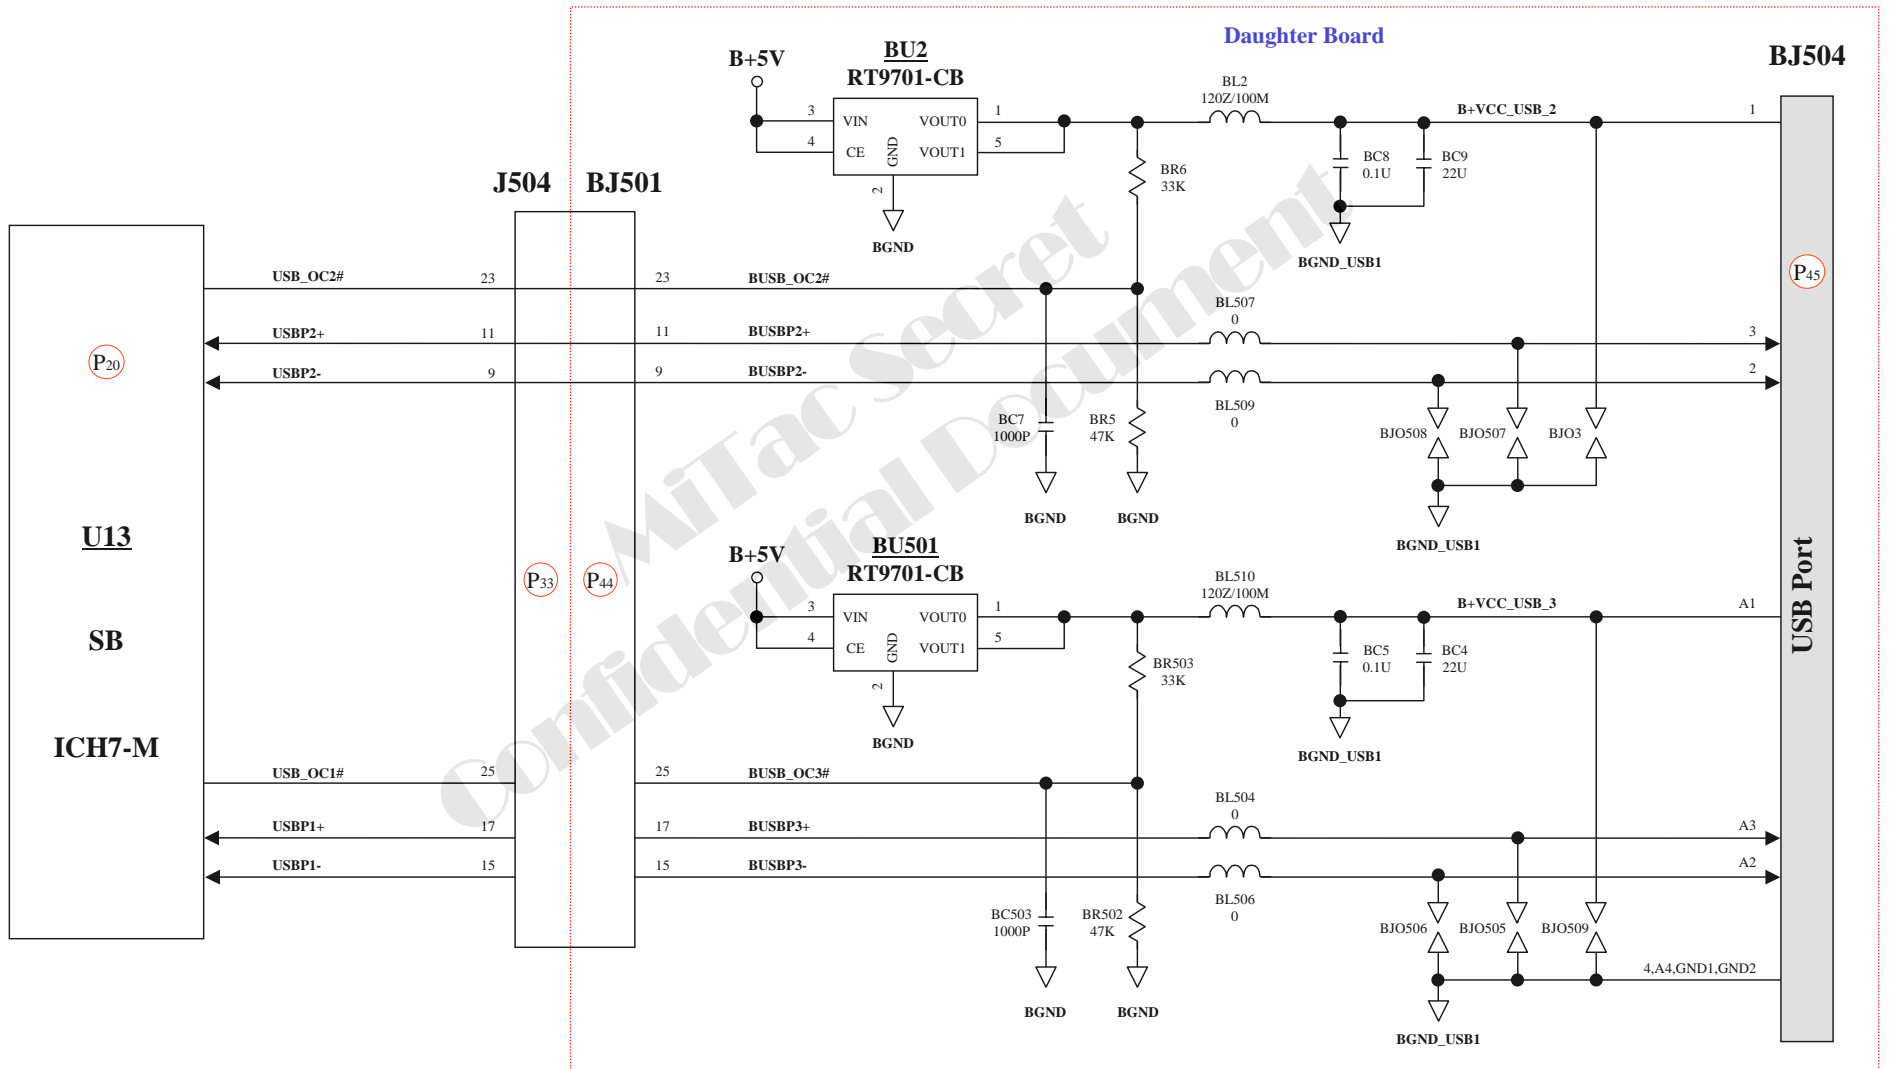 Daughter Board
BJ504
B+5V
BU2
RT9701-CB
BL2
120Z/100M
B+VCC_USB_2
1
3
VIN
VOUT0
1
4
CE
GND
VOUT1
5
2
BGND
BR6
33K
BC8
0.1U
BC9
22U
BGND_USB1
J504
BJ501
P45
USB_OC2#
23
23
BUSB_OC2#
USBP2+
11
11
BUSBP2+
BL507
0
3
USBP2-
9
9
BUSBP2-
BL509
0
2
P20
BC7
1000P
BR5
47K
BGND
BGND
BJO508
BJO507
BJO3
BGND_USB1
U13
SB
ICH7-M
P33
P44
USB Port
B+5V
BU501
RT9701-CB
BL510
120Z/100M
B+VCC_USB_3
A1
3
VIN
VOUT0
1
4
CE
GND
VOUT1
5
2
BGND
BR503
33K
BC5
0.1U
BC4
22U
BGND_USB1
USB_OC1#
25
25
BUSB_OC3#
USBP1+
17
17
BUSBP3+
BL504
0
A3
USBP1-
15
15
BUSBP3-
BL506
0
A2
BC503
1000P
BR502
47K
BGND
BGND
BJO506
BJO505
BJO509
4,A4,GND1,GND2
BGND_USB1
MiTac Secret
Confidential Document